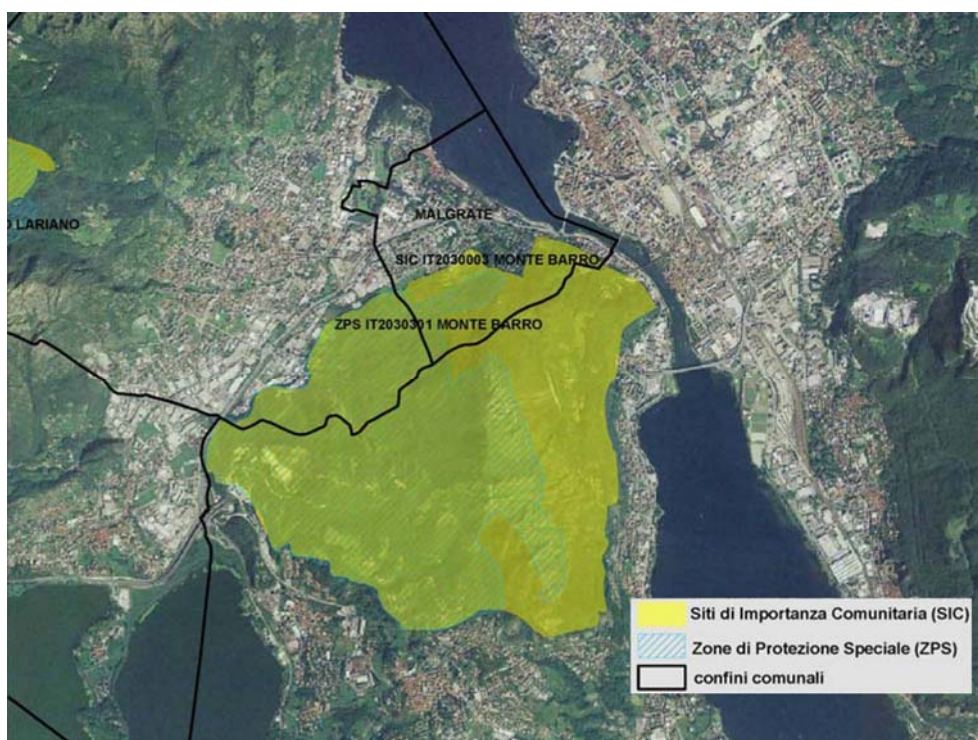 MALGRATE
O LARIANO
SIC IT2030003 MONTE BARRO
ZPS IT2030301 MONTE BARRO
Siti di Importanza Comunitaria (SIC)
Zone di Protezione Speciale (ZPS)
confini comunali